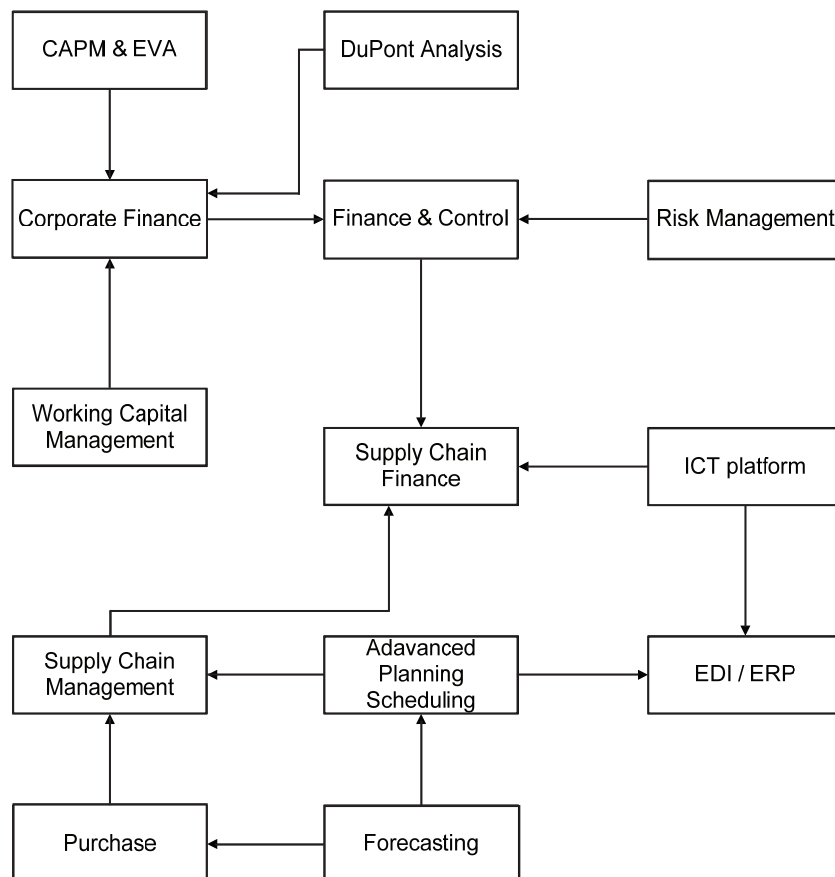 CAPM & EVA
DuPont Analysis
Corporate Finance
Finance & Control
Risk Management
Working Capital
Management
Supply Chain
Finance
ICT platform
Supply Chain
Management
Adavanced
Planning
Scheduling
EDI / ERP
Purchase
Forecasting